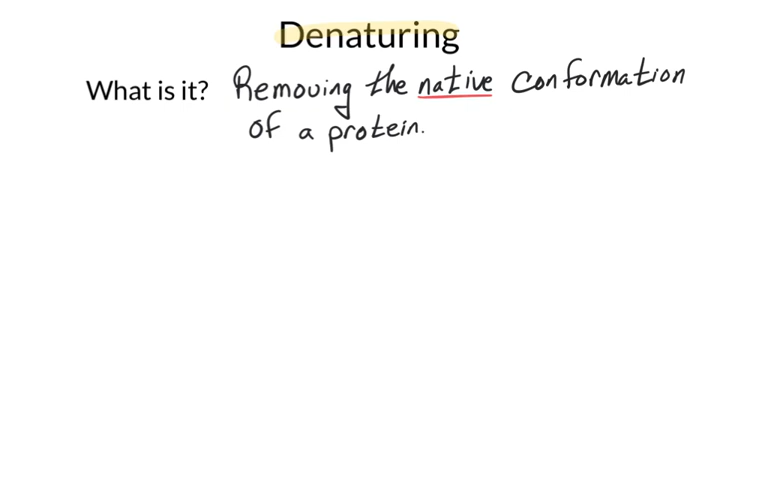 Denaturing
What is it? Removing the native conformation
of a protein.